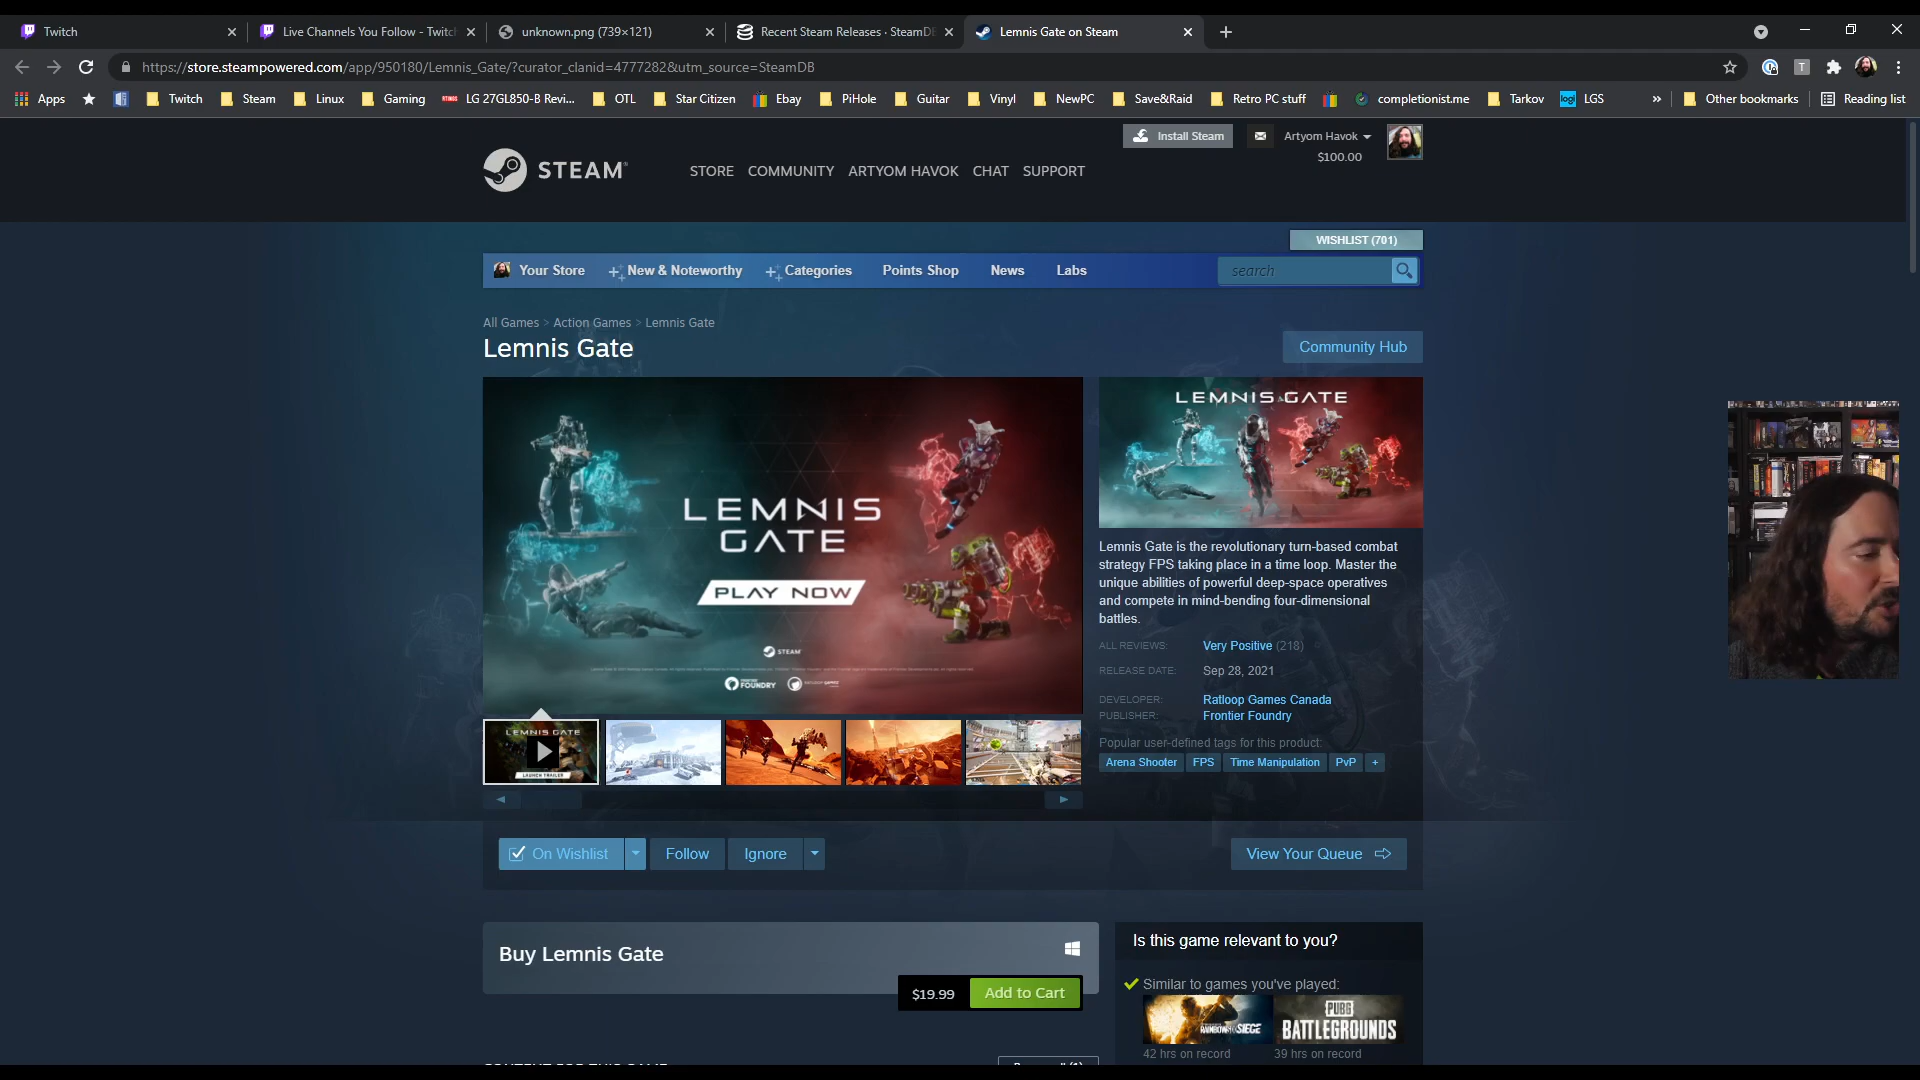 Twitch
Live Channels You Follow - Twitch
unknown.png (739×121)
Recent Steam Releases · SteamDB
Lemnis Gate on Steam
https://store.steampowered.com/app/950180/Lemnis_Gate/?curator_clanid=4777282&utm_source=SteamDB
Apps
Twitch
Steam
Linux
Gaming
LG 27GL850-B Revi...
OTL
Star Citizen
Ebay
PiHole
Guitar
Vinyl
NewPC
Save&Raid
Retro PC stuff
completionist.me
Tarkov
LGS
»
Other bookmarks
Reading list
Install Steam
Artyom Havok
$100.00
STEAM
STORE COMMUNITY ARTYOM HAVOK CHAT SUPPORT
WISHLIST (701)
Your Store
New & Noteworthy
Categories
Points Shop
News
Labs
search
All Games > Action Games > Lemnis Gate
Lemnis Gate
Community Hub
LEMNIS
GATE
PLAY NOW
STEAM
FOUNDRY
LEMNIS GATE
Lemnis Gate is the revolutionary turn-based combat
strategy FPS taking place in a time loop. Master the
unique abilities of powerful deep-space operatives
and compete in mind-bending four-dimensional
battles.
ALL REVIEWS: Very Positive (218)
RELEASE DATE: Sep 28, 2021
DEVELOPER: Ratloop Games Canada
PUBLISHER: Frontier Foundry
Popular user-defined tags for this product:
Arena Shooter FPS Time Manipulation PvP +
LEMNIS GATE
LAUNCH TRAILER
On Wishlist
Follow
Ignore
View Your Queue
Buy Lemnis Gate
$19.99
Add to Cart
Is this game relevant to you?
Similar to games you've played:
RAINBOW SIEGE
PUBG
BATTLEGROUNDS
42 hrs on record
39 hrs on record